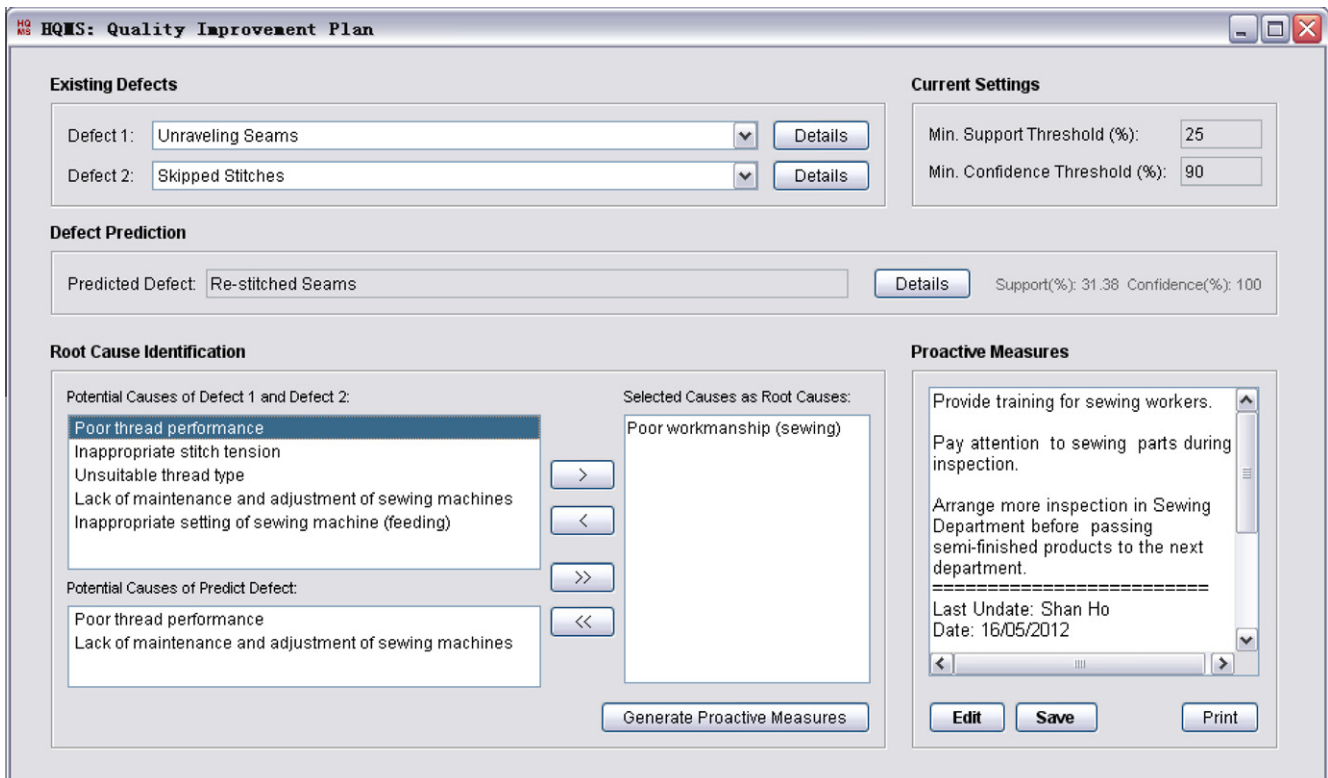 HQ MS HQMS: Quality Improvement Plan
Existing Defects
Defect 1: Unraveling Seams Details
Defect 2: Skipped Stitches Details
Current Settings
Min. Support Threshold (%): 25
Min. Confidence Threshold (%): 90
Defect Prediction
Predicted Defect: Re-stitched Seams Details Support(%): 31.38 Confidence(%): 100
Root Cause Identification
Potential Causes of Defect 1 and Defect 2:
Poor thread performance
Inappropriate stitch tension
Unsuitable thread type
Lack of maintenance and adjustment of sewing machines
Inappropriate setting of sewing machine (feeding)
Potential Causes of Predict Defect:
Poor thread performance
Lack of maintenance and adjustment of sewing machines
>
<
>>
<<
Selected Causes as Root Causes:
Poor workmanship (sewing)
Generate Proactive Measures
Proactive Measures
Provide training for sewing workers.
Pay attention to sewing parts during
inspection.
Arrange more inspection in Sewing
Department before passing
semi-finished products to the next
department.
=========================
Last Undate: Shan Ho
Date: 16/05/2012
Edit Save Print